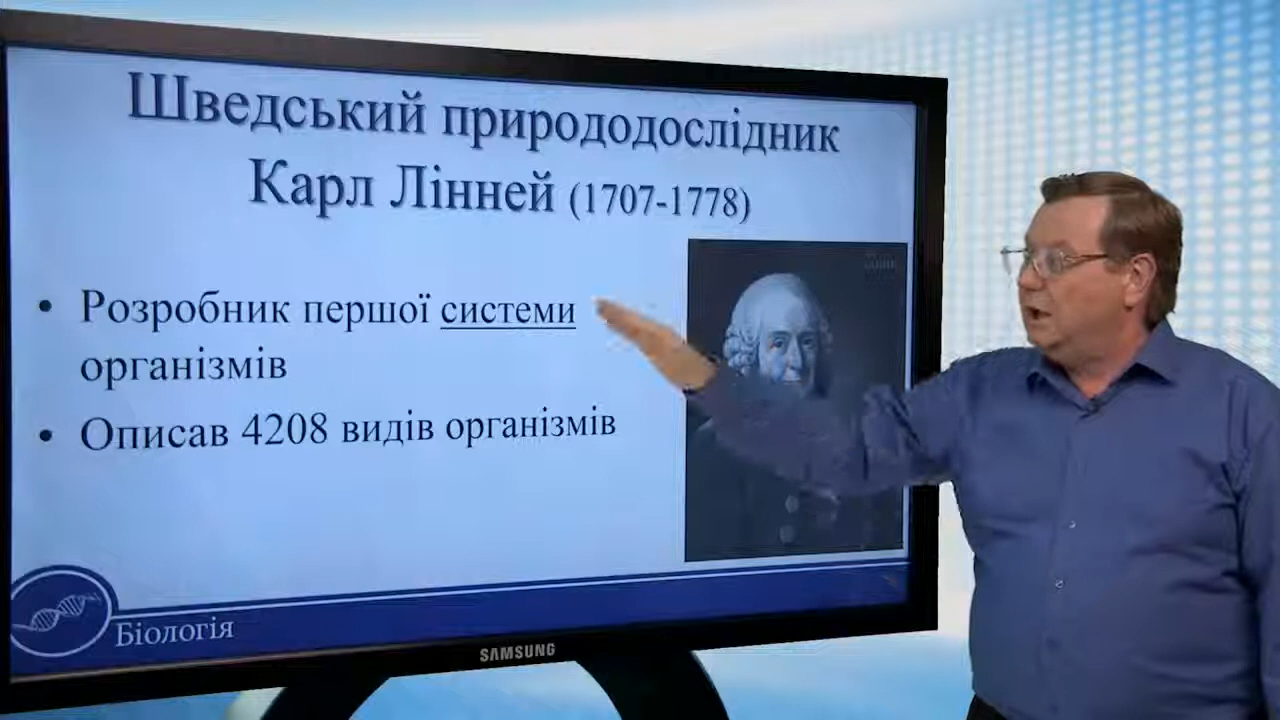 Шведський природодослідник
Карл Лінней (1707-1778)
• Розробник першої системи
організмів
• Описав 4208 видів організмів
Біологія
SAMSUNG